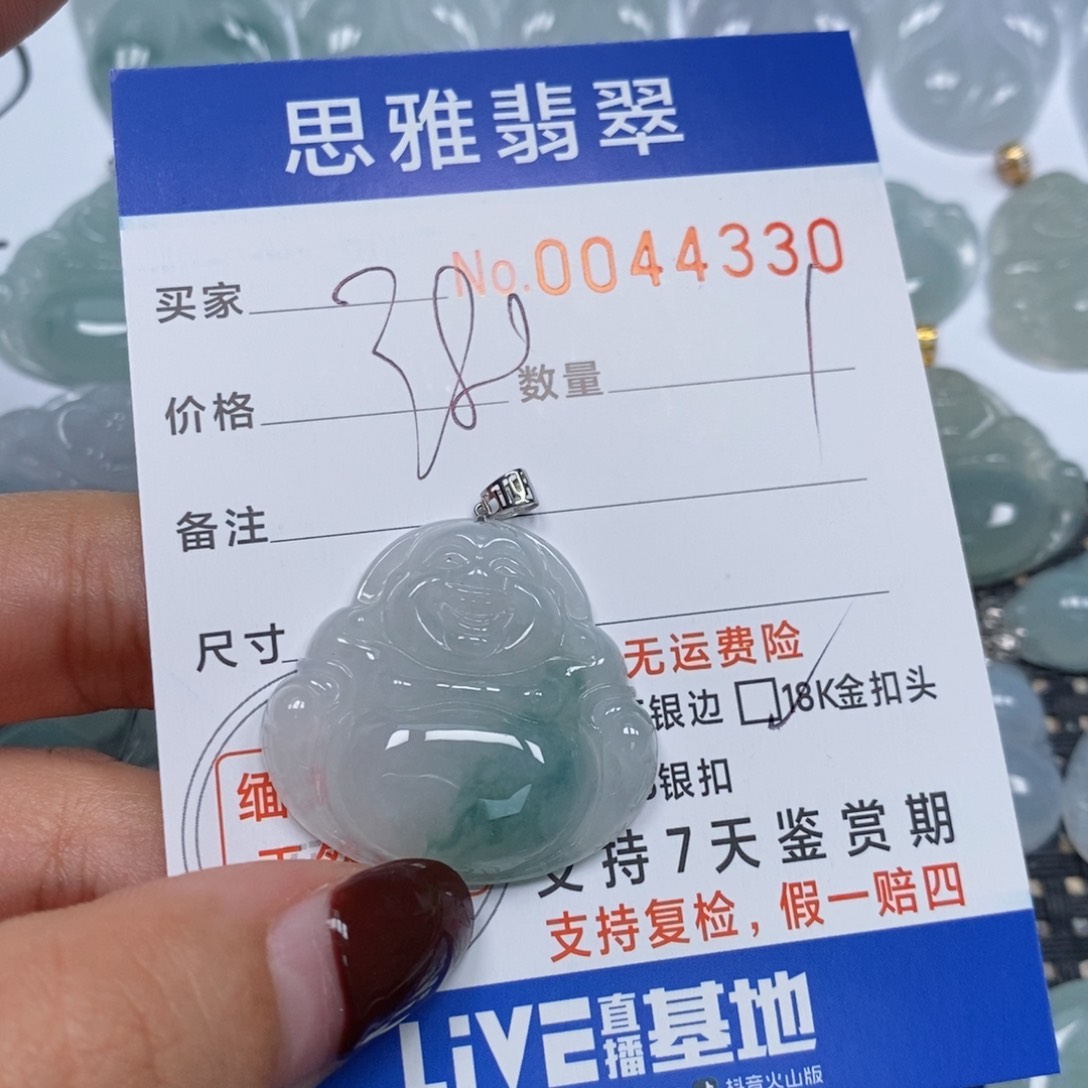 思雅翡翠
No.0044330
买家
价格 380 数量 1
备注
尺寸
无运费险
银边 □18K金扣头
缅
银扣
支持7天鉴赏期
支持复检，假一赔四
LiVE直播基地
抖音火山版